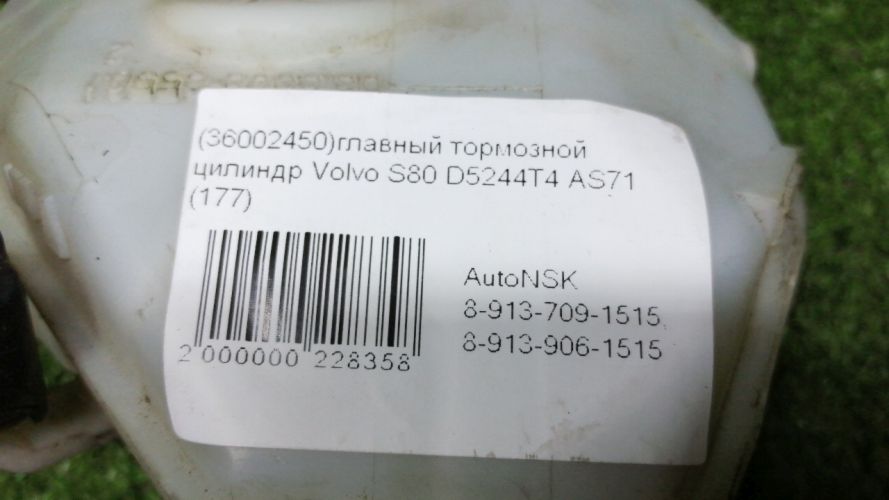 (36002450)главный тормозной
цилиндр Volvo S80 D5244T4 AS71
(177)
AutoNSK
8-913-709-1515
8-913-906-1515
2 000000 228358